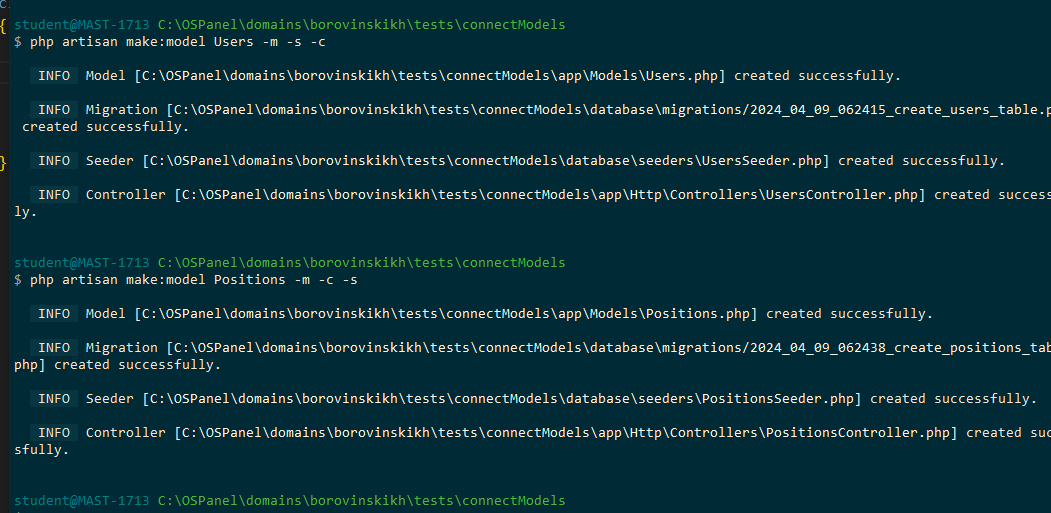 student@MAST-1713 C:\OSPanel\domains\borovinskikh\tests\connectModels
$ php artisan make:model Users -m -s -c
INFO Model [C:\OSPanel\domains\borovinskikh\tests\connectModels\app\Models\Users.php] created successfully.
INFO Migration [C:\OSPanel\domains\borovinskikh\tests\connectModels\database\migrations/2024_04_09_062415_create_users_table.p
created successfully.
INFO Seeder [C:\OSPanel\domains\borovinskikh\tests\connectModels\database\seeders\UsersSeeder.php] created successfully.
INFO Controller [C:\OSPanel\domains\borovinskikh\tests\connectModels\app\Http\Controllers\UsersController.php] created success
ly.
student@MAST-1713 C:\OSPanel\domains\borovinskikh\tests\connectModels
$ php artisan make:model Positions -m -c -s
INFO Model [C:\OSPanel\domains\borovinskikh\tests\connectModels\app\Models\Positions.php] created successfully.
INFO Migration [C:\OSPanel\domains\borovinskikh\tests\connectModels\database\migrations/2024_04_09_062438_create_positions_tab
php] created successfully.
INFO Seeder [C:\OSPanel\domains\borovinskikh\tests\connectModels\database\seeders\PositionsSeeder.php] created successfully.
INFO Controller [C:\OSPanel\domains\borovinskikh\tests\connectModels\app\Http\Controllers\PositionsController.php] created suc
sfully.
student@MAST-1713 C:\OSPanel\domains\borovinskikh\tests\connectModels